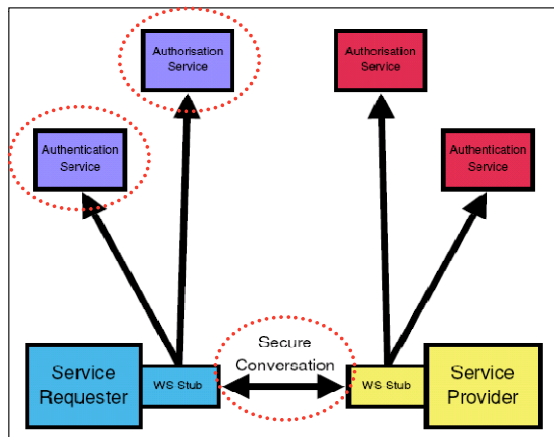 Authorisation
Service
Authorisation
Service
Authentication
Service
Authentication
Service
Secure
Conversation
Service
Requester
WS Stub
WS Stub
Service
Provider